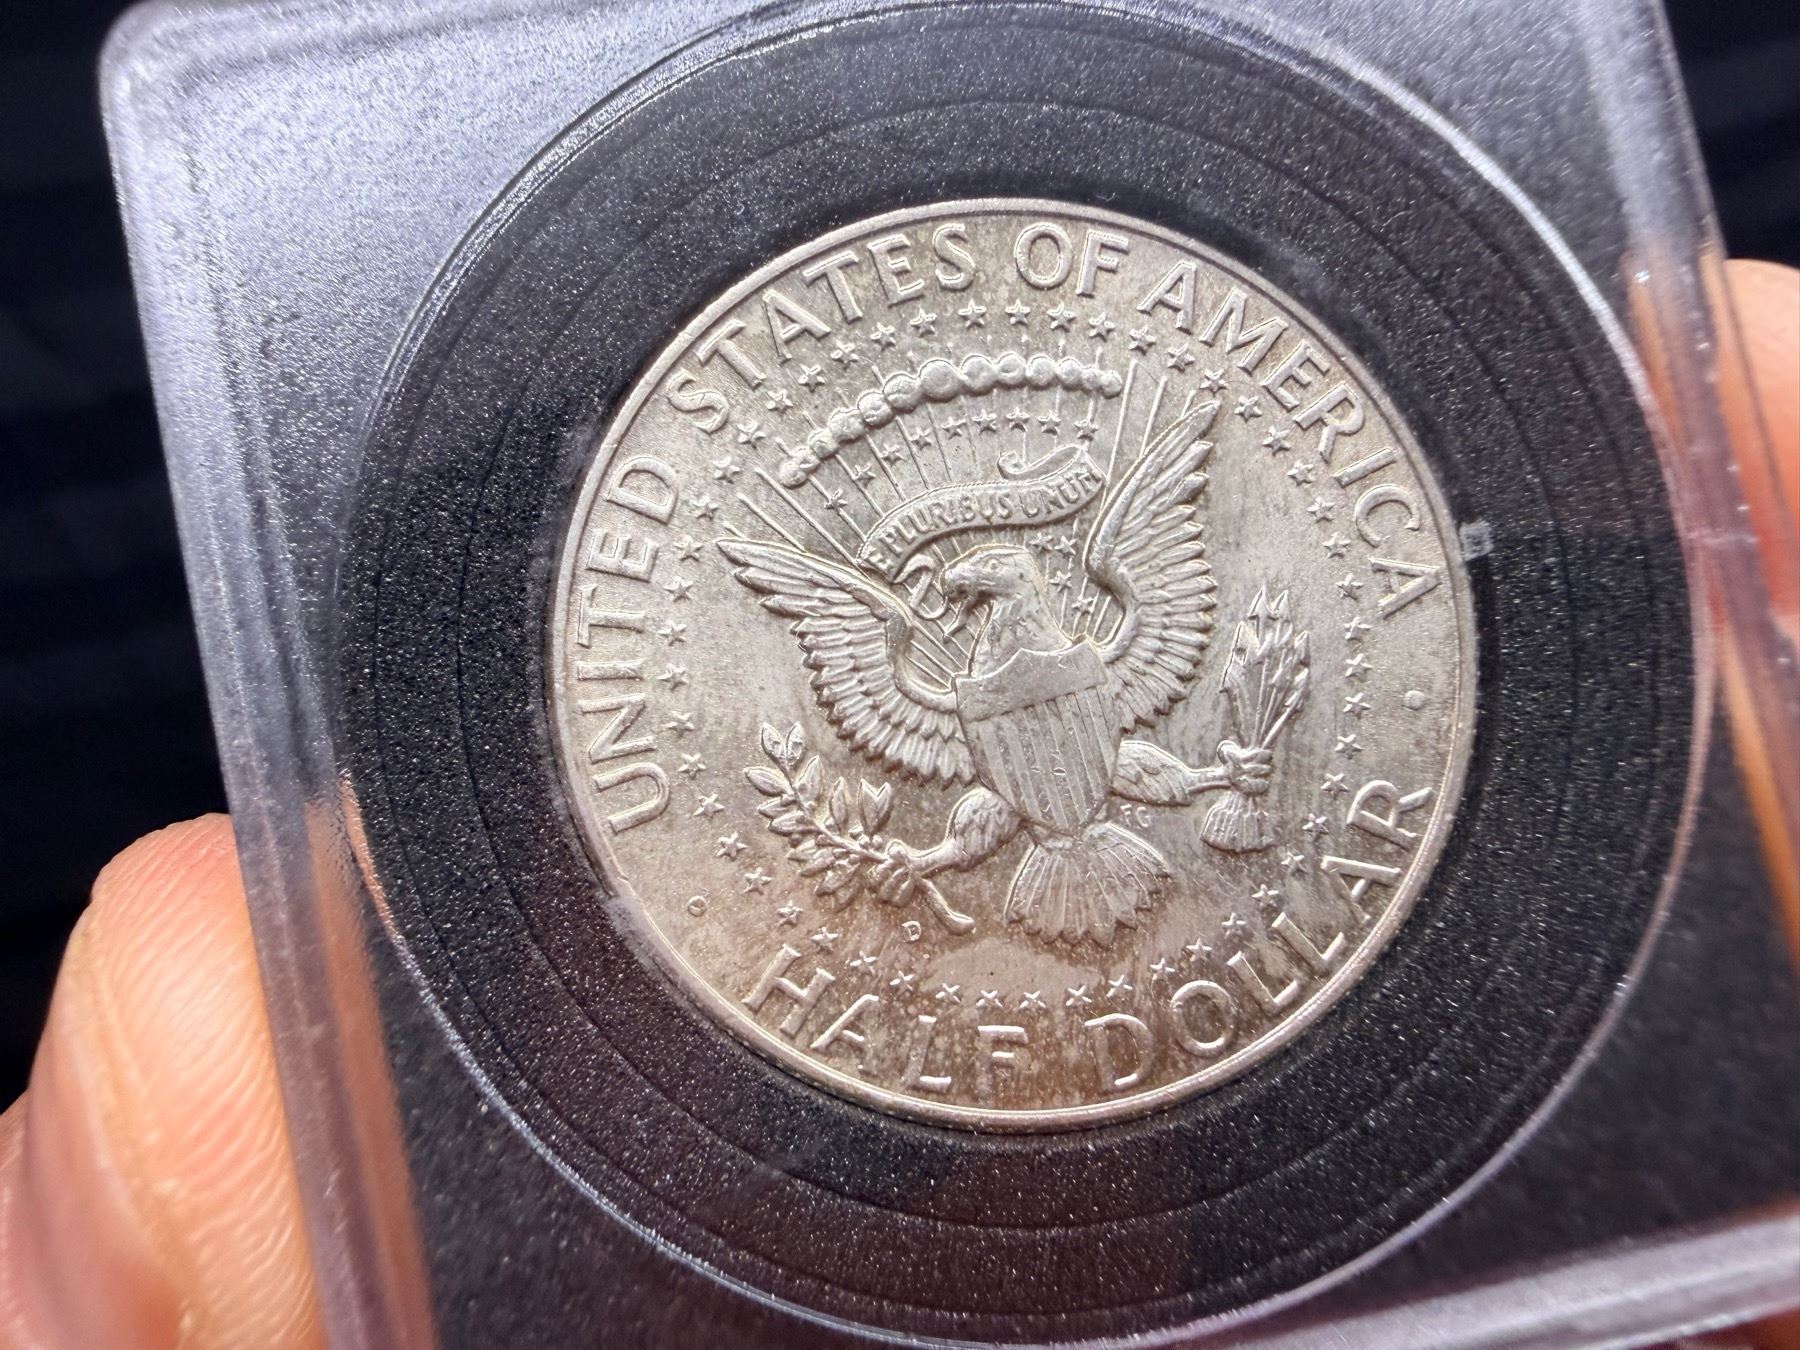 UNITED STATES OF AMERICA
E PLURIBUS UNUM
FG
D
HALF DOLLAR